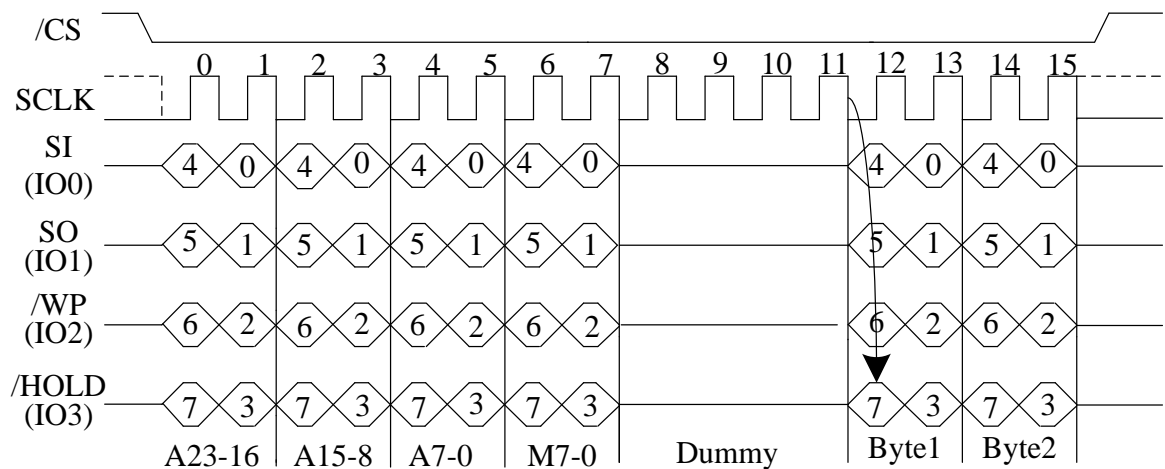 /CS
0 1 2 3 4 5 6 7 8 9 10 11 12 13 14 15
SCLK
SI
(IO0)
4 0 4 0 4 0 4 0 4 0 4 0
SO
(IO1)
5 1 5 1 5 1 5 1 5 1 5 1
/WP
(IO2)
6 2 6 2 6 2 6 2 6 2 6 2
/HOLD
(IO3)
7 3 7 3 7 3 7 3 7 3 7 3
A23-16 A15-8 A7-0 M7-0 Dummy Byte1 Byte2